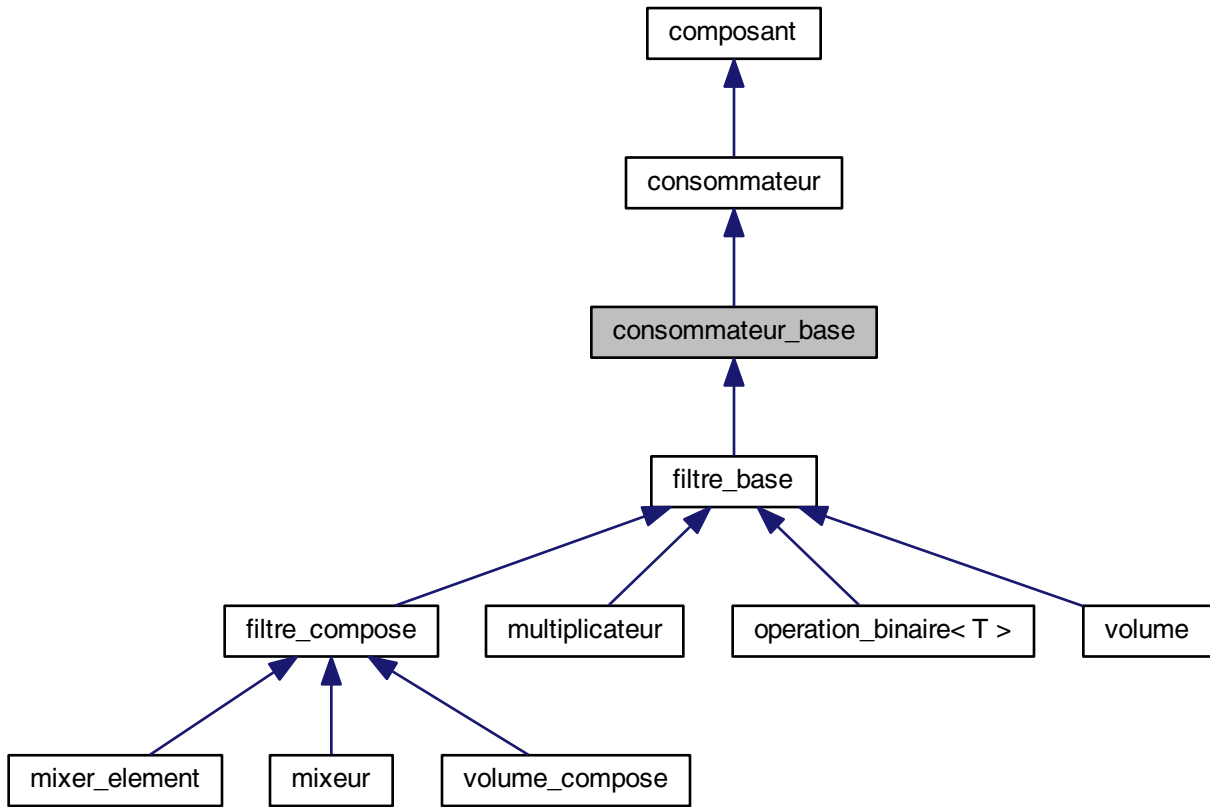 composant
consommateur
consommateur_base
filtre_base
filtre_compose
multiplicateur
operation_binaire< T >
volume
mixer_element
mixeur
volume_compose